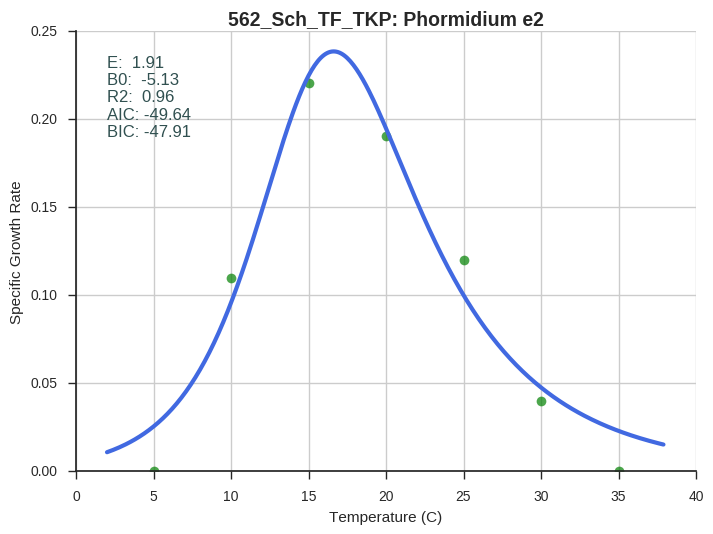 562_Sch_TF_TKP: Phormidium e2
E: 1.91
B0: -5.13
R2: 0.96
AIC: -49.64
BIC: -47.91
Specific Growth Rate
0.25
0.20
0.15
0.10
0.05
0.00
0 5 10 15 20 25 30 35 40
Temperature (C)